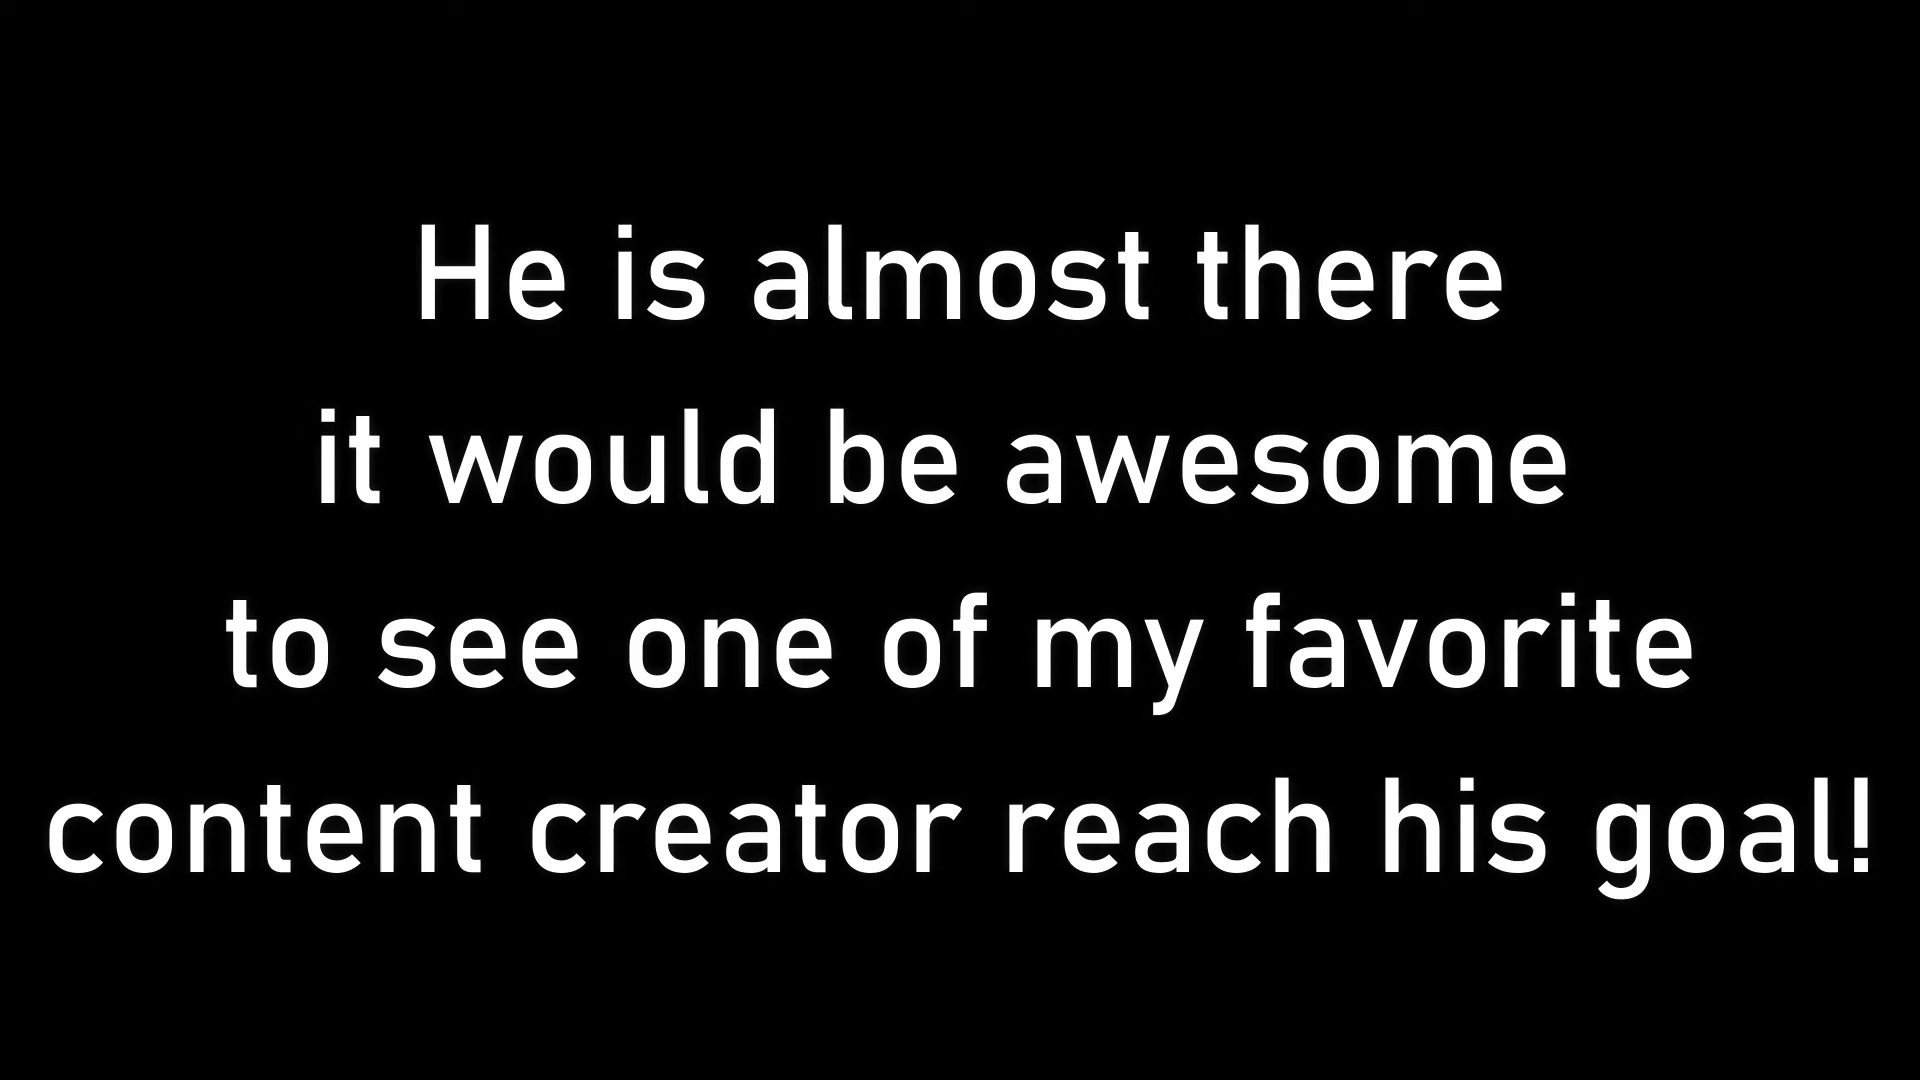 He is almost there
it would be awesome
to see one of my favorite
content creator reach his goal!